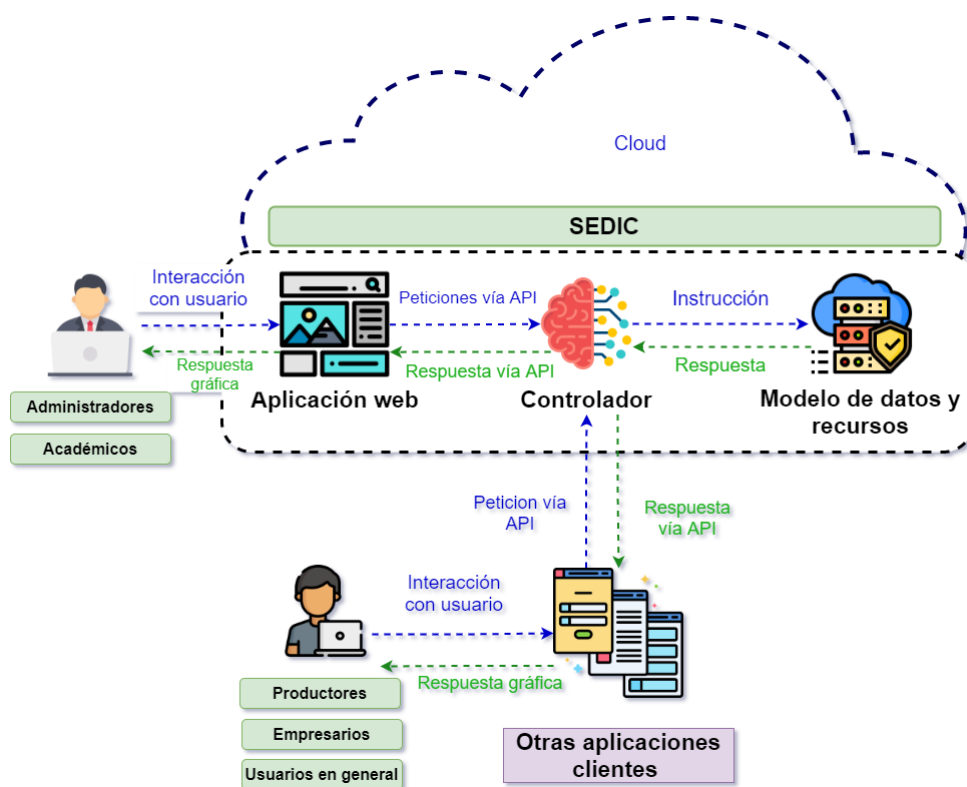 Cloud
SEDIC
Interacción
con usuario
Peticiones vía API
Instrucción
Respuesta
gráfica
Respuesta vía API
Respuesta
Aplicación web
Controlador
Modelo de datos y
recursos
Administradores
Académicos
Peticion vía
API
Respuesta
vía API
Interacción
con usuario
Respuesta gráfica
Productores
Empresarios
Usuarios en general
Otras aplicaciones
clientes